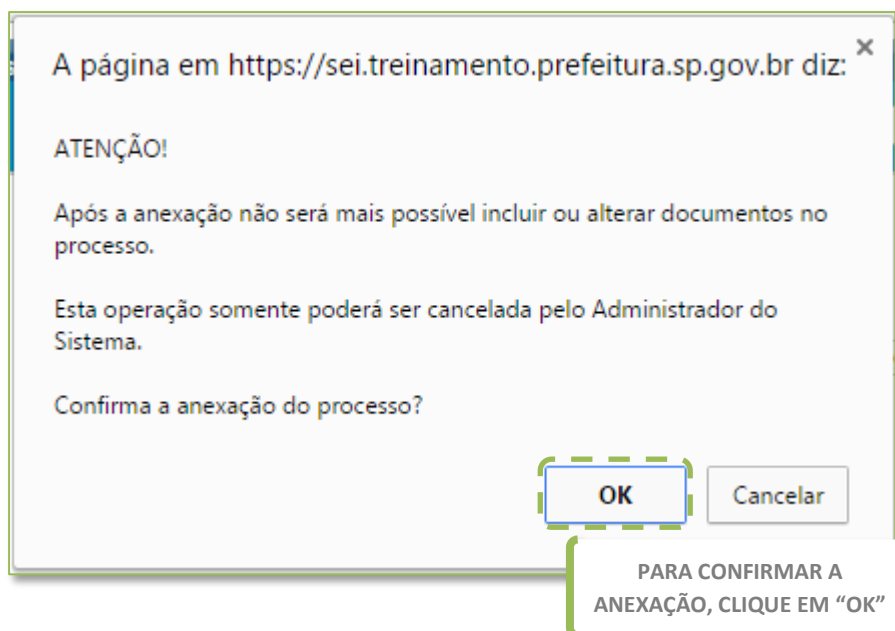 A página em https://sei.treinamento.prefeitura.sp.gov.br diz:
ATENÇÃO!
Após a anexação não será mais possível incluir ou alterar documentos no
processo.
Esta operação somente poderá ser cancelada pelo Administrador do
Sistema.
Confirma a anexação do processo?
OK
Cancelar
PARA CONFIRMAR A
ANEXAÇÃO, CLIQUE EM “OK”